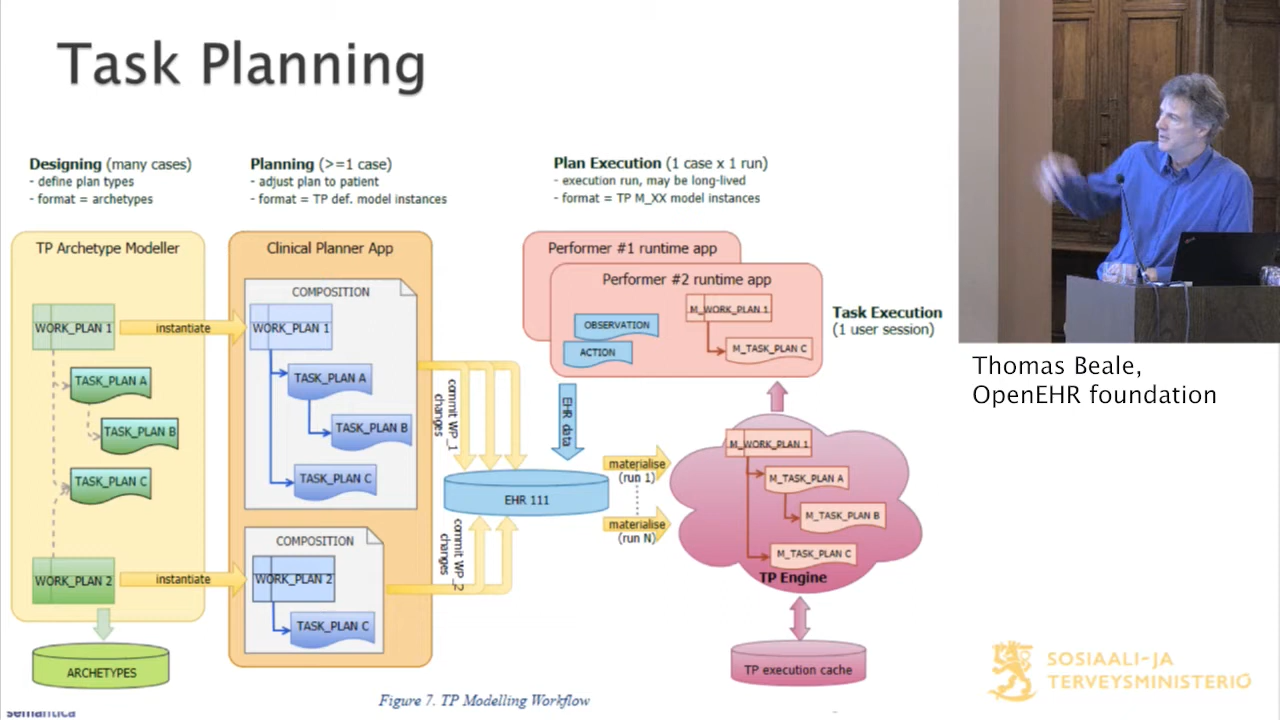 Task Planning
Designing (many cases)
- define plan types
- format = archetypes
Planning (>=1 case)
- adjust plan to patient
- format = TP def. model instances
Plan Execution (1 case x 1 run)
- execution run, may be long-lived
- format = TP M_XX model instances
TP Archetype Modeller
WORK_PLAN 1
TASK_PLAN A
TASK_PLAN B
TASK_PLAN C
WORK_PLAN 2
ARCHETYPES
instantiate
instantiate
Clinical Planner App
COMPOSITION
WORK_PLAN 1
TASK_PLAN A
TASK_PLAN B
TASK_PLAN C
COMPOSITION
WORK_PLAN 2
TASK_PLAN C
commit WP_1
changes
commit WP_2
changes
EHR 111
EHR data
Performer #1 runtime app
Performer #2 runtime app
OBSERVATION
ACTION
M_WORK_PLAN 1
M_TASK_PLAN C
Task Execution
(1 user session)
materialise
(run 1)
materialise
(run N)
M_WORK_PLAN 1
M_TASK_PLAN A
M_TASK_PLAN B
M_TASK_PLAN C
TP Engine
TP execution cache
Figure 7. TP Modelling Workflow
semantica
Thomas Beale,
OpenEHR foundation
SOSIAALI-JA
TERVEYSMINISTERIÖ